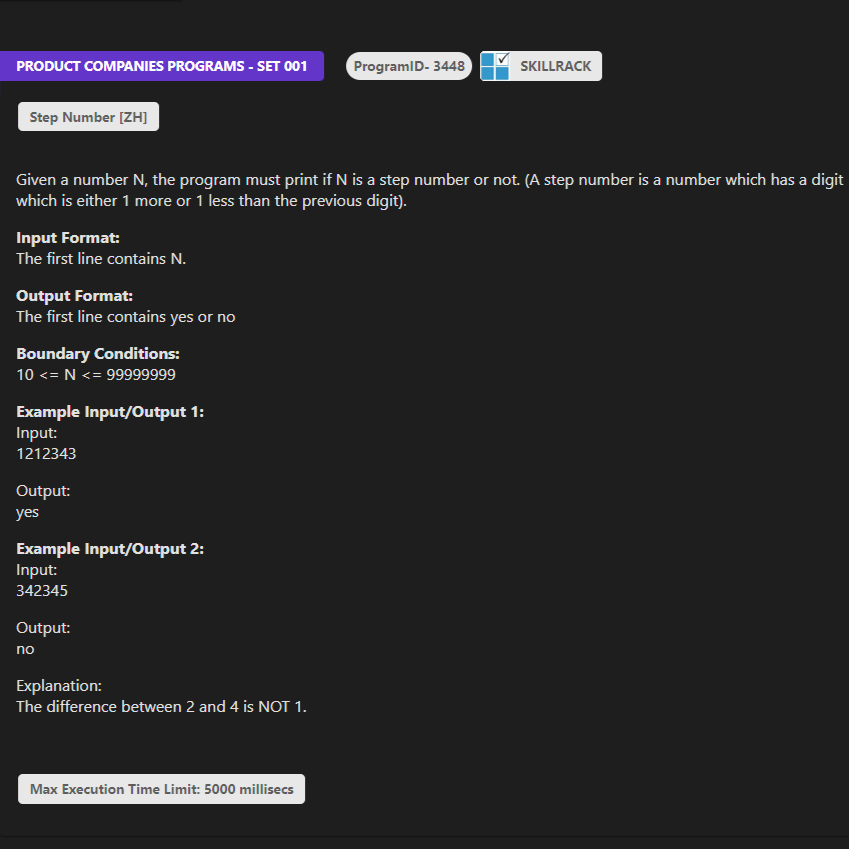 PRODUCT COMPANIES PROGRAMS - SET 001 ProgramID- 3448 SKILLRACK
Step Number [ZH]
Given a number N, the program must print if N is a step number or not. (A step number is a number which has a digit
which is either 1 more or 1 less than the previous digit).
Input Format:
The first line contains N.
Output Format:
The first line contains yes or no
Boundary Conditions:
10 <= N <= 99999999
Example Input/Output 1:
Input:
1212343
Output:
yes
Example Input/Output 2:
Input:
342345
Output:
no
Explanation:
The difference between 2 and 4 is NOT 1.
Max Execution Time Limit: 5000 millisecs